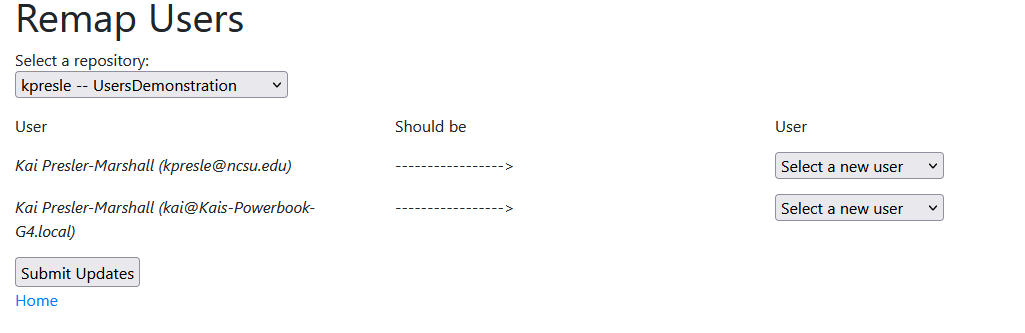 Remap Users
Select a repository:
kpresle -- UsersDemonstration
User Should be User
Kai Presler-Marshall (kpresle@ncsu.edu) -----------------> Select a new user
Kai Presler-Marshall (kai@Kais-Powerbook- -----------------> Select a new user
G4.local)
Submit Updates
Home